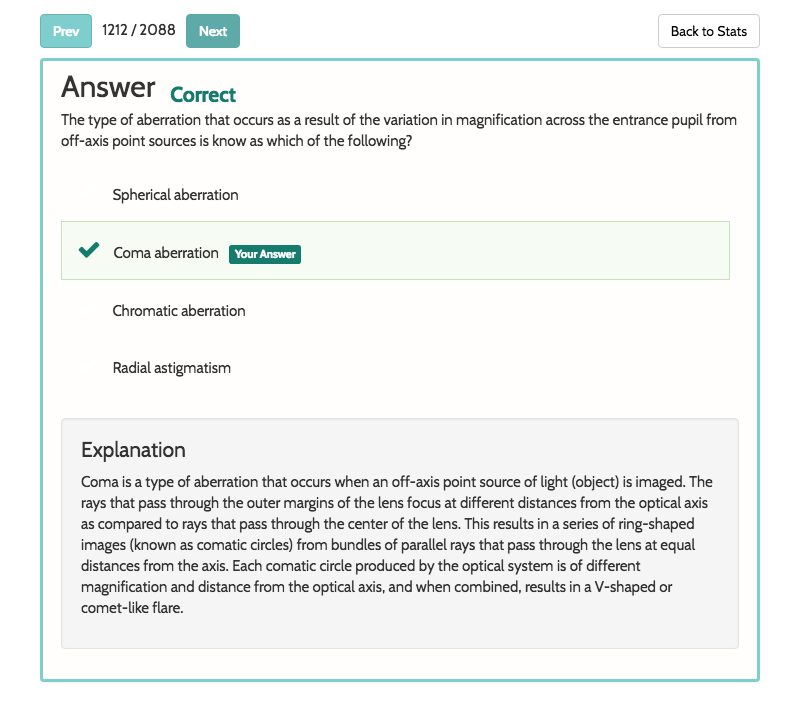 Prev 1212 / 2088 Next Back to Stats
Answer Correct
The type of aberration that occurs as a result of the variation in magnification across the entrance pupil from
off-axis point sources is know as which of the following?
Spherical aberration
Coma aberration Your Answer
Chromatic aberration
Radial astigmatism
Explanation
Coma is a type of aberration that occurs when an off-axis point source of light (object) is imaged. The
rays that pass through the outer margins of the lens focus at different distances from the optical axis
as compared to rays that pass through the center of the lens. This results in a series of ring-shaped
images (known as comatic circles) from bundles of parallel rays that pass through the lens at equal
distances from the axis. Each comatic circle produced by the optical system is of different
magnification and distance from the optical axis, and when combined, results in a V-shaped or
comet-like flare.